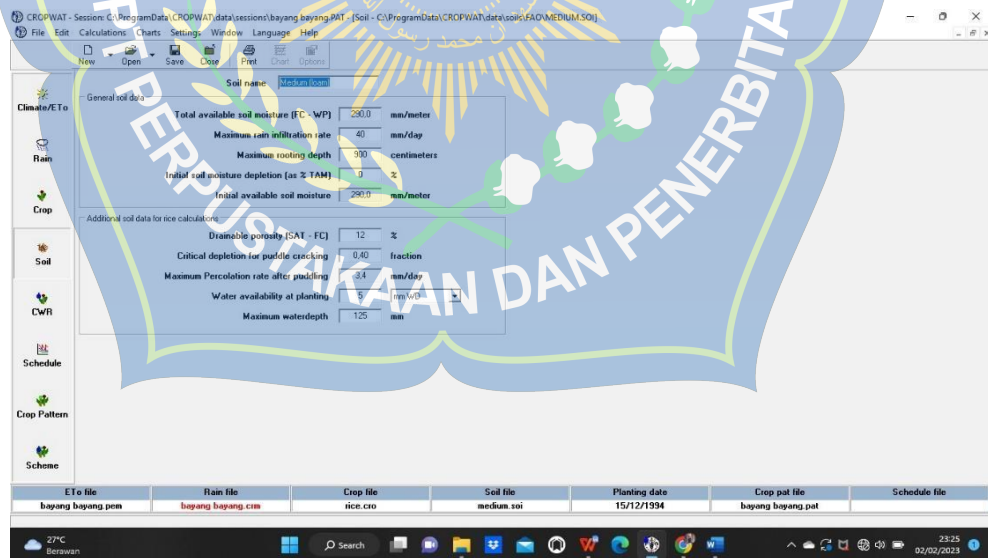 CROPWAT - Session: C:\ProgramData\CROPWAT\data\sessions\bayang bayang.PAT - [Soil - C:\ProgramData\CROPWAT\data\soils\FAO\MEDIUM.SOI]
File Edit Calculations Charts Settings Window Language Help
New Open Save Close Print Chart Options
Soil name Medium (loam)
Climate/ETo
General soil data
Total available soil moisture (FC - WP) 290,0 mm/meter
Maximum rain infiltration rate 40 mm/day
Rain
Maximum rooting depth 900 centimeters
Initial soil moisture depletion (as % TAM) 0 %
Initial available soil moisture 290,0 mm/meter
Crop
Additional soil data for rice calculations
Drainable porosity (SAT - FC) 12 %
Soil
Critical depletion for puddle cracking 0,40 fraction
Maximum Percolation rate after puddling 3,4 mm/day
Water availability at planting 5 mm WD
CWR
Maximum waterdepth 125 mm
Schedule
Crop Pattern
Scheme
PERPUSTAKAAN DAN PENERBITA
ETo file Rain file Crop file Soil file Planting date Crop pat file Schedule file
bayang bayang.pem bayang bayang.crm rice.cro medium.soi 15/12/1994 bayang bayang.pat
27°C
Berawan
Search
23:25
02/02/2023
1